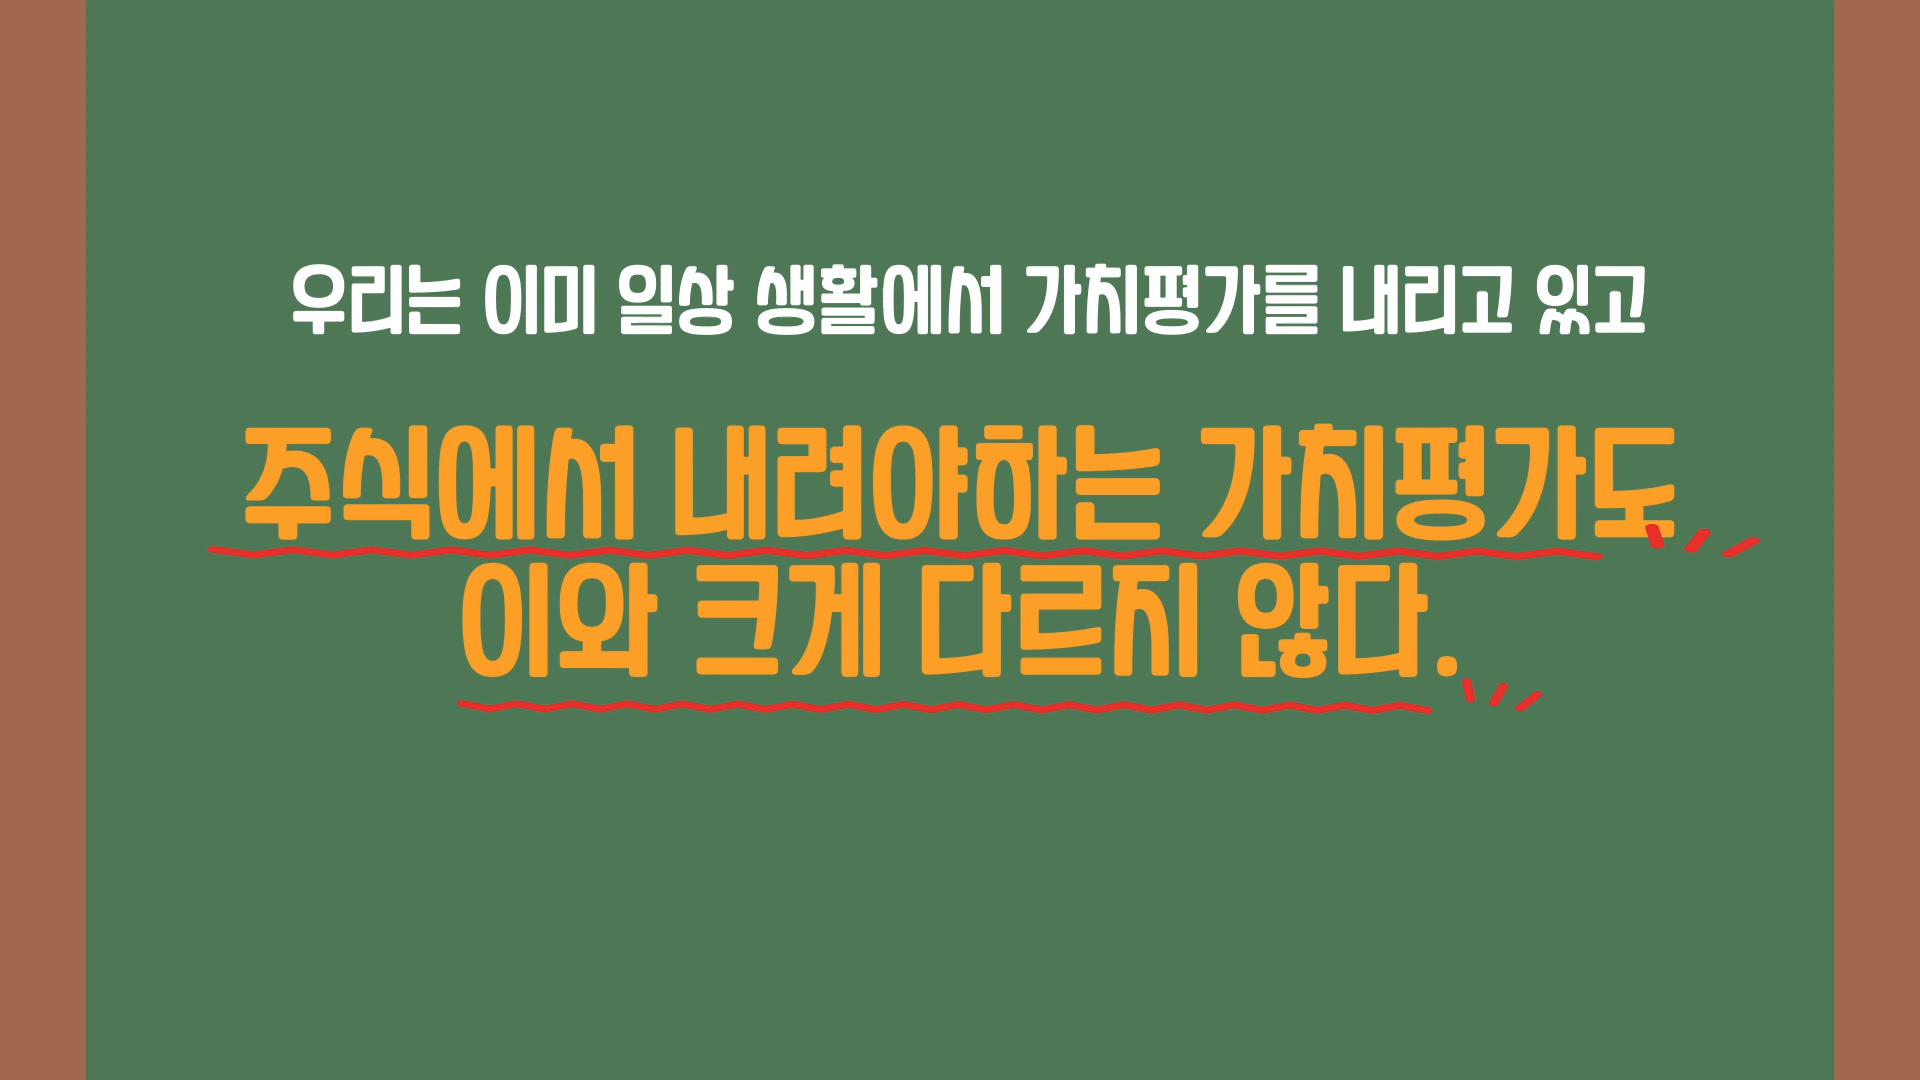 우리는 이미 일상 생활에서 가치평가를 내리고 있고
주식에서 내려야하는 가치평가도
이와 크게 다르지 않다.